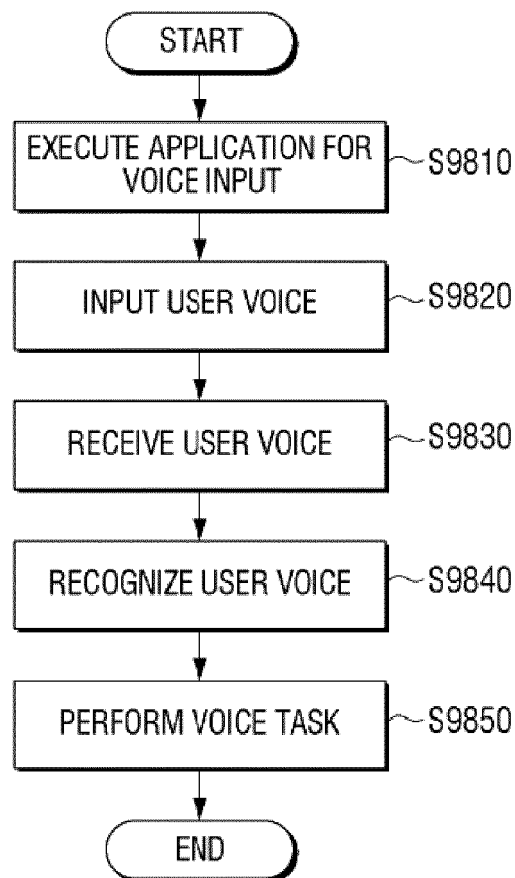 START
EXECUTE APPLICATION FOR
VOICE INPUT
S9810
INPUT USER VOICE
S9820
RECEIVE USER VOICE
S9830
RECOGNIZE USER VOICE
S9840
PERFORM VOICE TASK
S9850
END